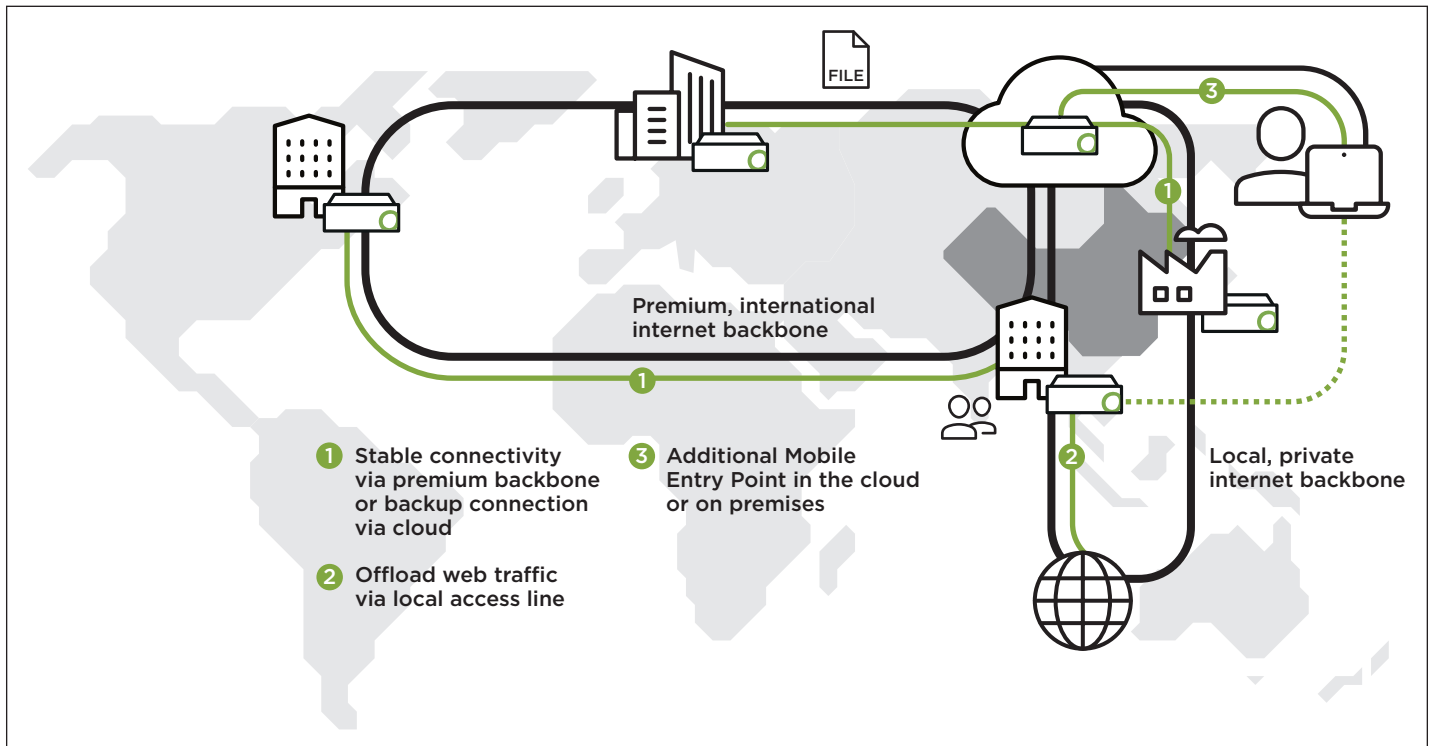 FILE
3
1
Premium, international
internet backbone
1
1 Stable connectivity
via premium backbone
or backup connection
via cloud
2 Offload web traffic
via local access line
3 Additional Mobile
Entry Point in the cloud
or on premises
2
Local, private
internet backbone